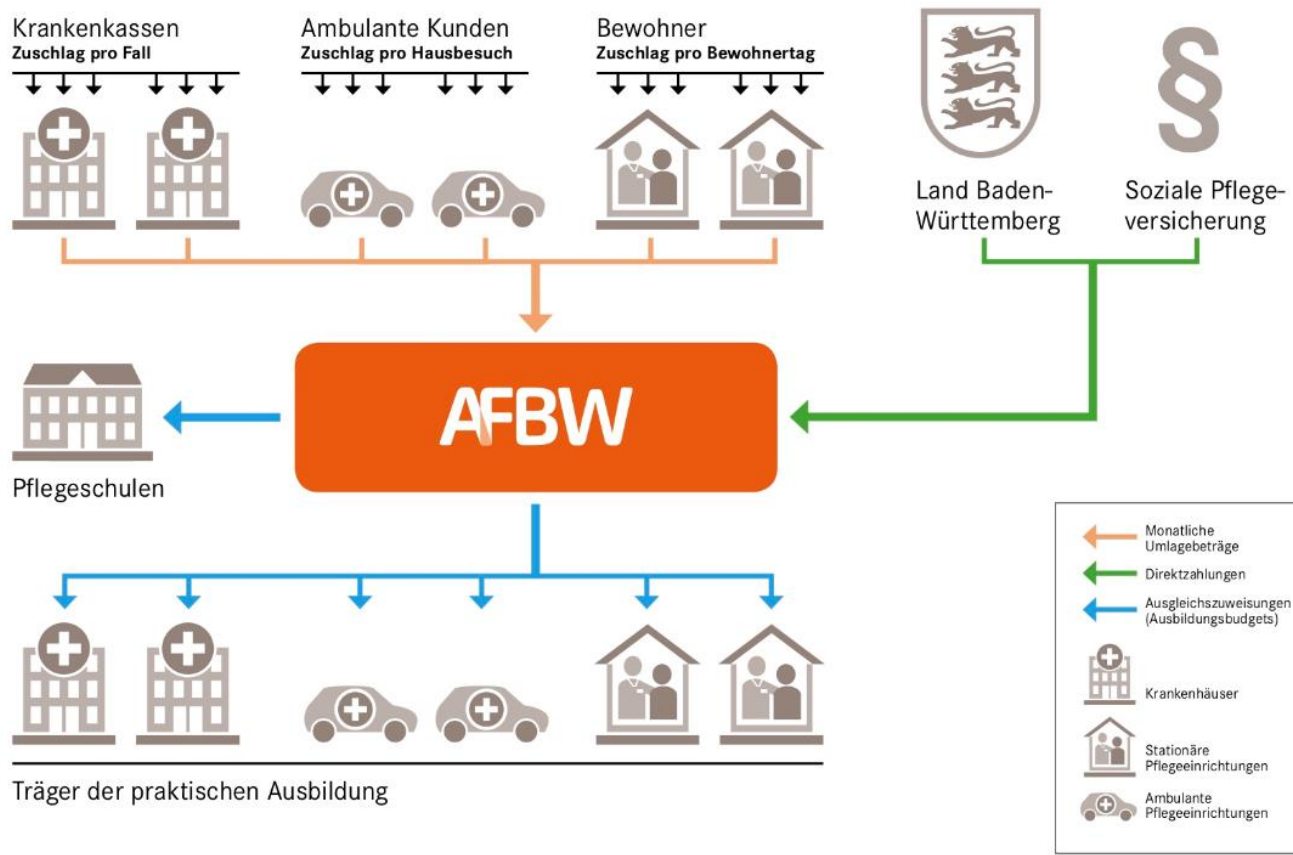 Krankenkassen
Zuschlag pro Fall
Ambulante Kunden
Zuschlag pro Hausbesuch
Bewohner
Zuschlag pro Bewohnertag
§
Land Baden-
Württemberg
Soziale Pflege-
versicherung
AFBW
Pflegeschulen
Monatliche
Umlagebeträge
Direktzahlungen
Ausgleichszuweisungen
(Ausbildungsbudgets)
Krankenhäuser
Stationäre
Pflegeeinrichtungen
Ambulante
Pflegeeinrichtungen
Träger der praktischen Ausbildung